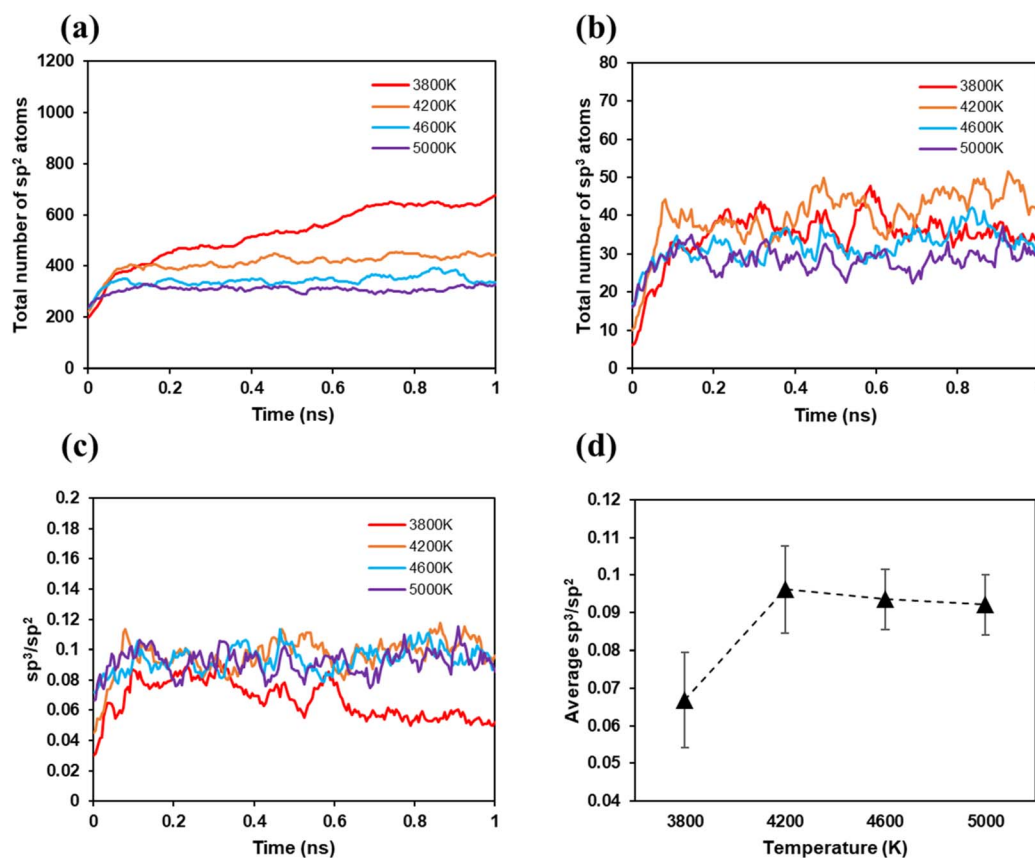 (a)
Total number of sp² atoms
1200
1000
800
600
400
200
0
3800K
4200K
4600K
5000K
0 0.2 0.4 0.6 0.8 1
Time (ns)
(b)
Total number of sp³ atoms
80
70
60
50
40
30
20
10
0
3800K
4200K
4600K
5000K
0 0.2 0.4 0.6 0.8
Time (ns)
(c)
sp³/sp²
0.2
0.18
0.16
0.14
0.12
0.1
0.08
0.06
0.04
0.02
0
3800K
4200K
4600K
5000K
0 0.2 0.4 0.6 0.8 1
Time (ns)
(d)
Average sp³/sp²
0.12
0.11
0.1
0.09
0.08
0.07
0.06
0.05
0.04
3800 4200 4600 5000
Temperature (K)